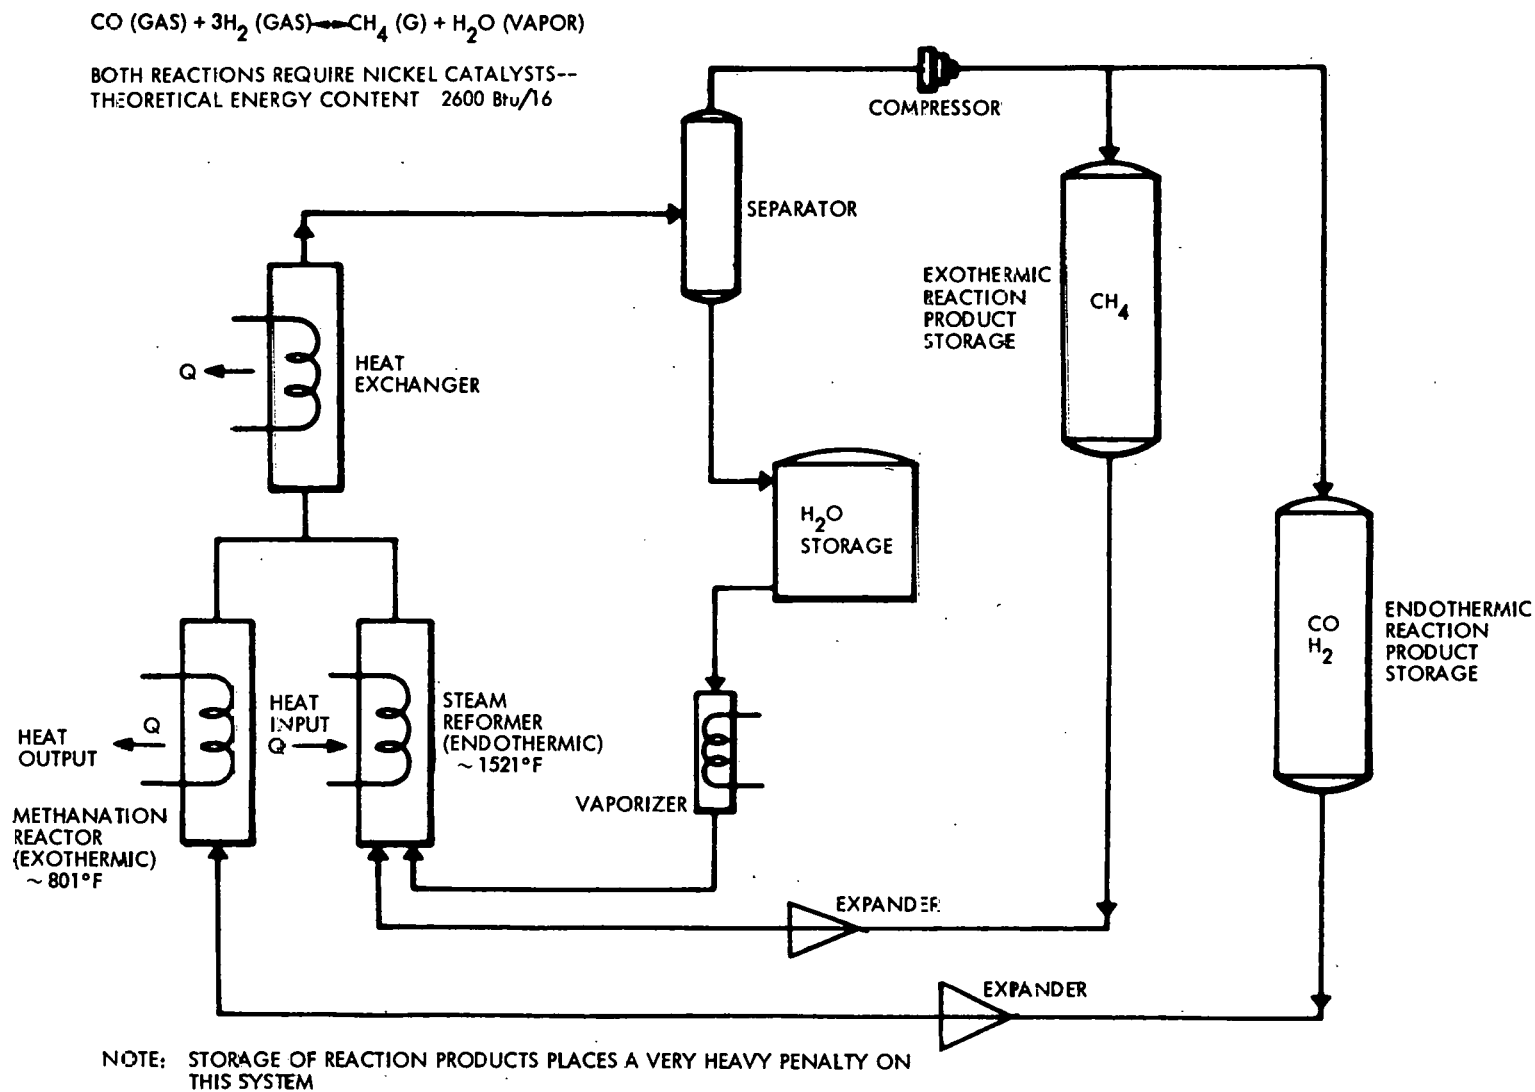 CO (GAS) + 3H2 (GAS) ↔ CH4 (G) + H2O (VAPOR)
BOTH REACTIONS REQUIRE NICKEL CATALYSTS--
THEORETICAL ENERGY CONTENT 2600 Btu/16
COMPRESSOR
SEPARATOR
EXOTHERMIC
REACTION
PRODUCT
STORAGE
CH4
Q
HEAT
EXCHANGER
H2O
STORAGE
CO
H2
ENDOTHERMIC
REACTION
PRODUCT
STORAGE
HEAT
OUTPUT
Q
HEAT
INPUT
Q
STEAM
REFORMER
(ENDOTHERMIC)
~ 1521°F
VAPORIZER
METHANATION
REACTOR
(EXOTHERMIC)
~ 801°F
EXPANDER
EXPANDER
NOTE: STORAGE OF REACTION PRODUCTS PLACES A VERY HEAVY PENALTY ON
THIS SYSTEM